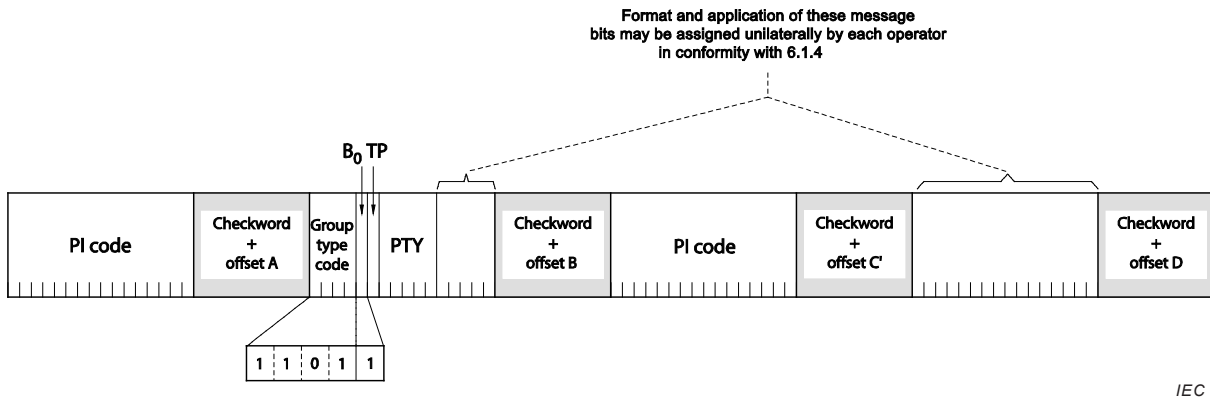 Format and application of these message
bits may be assigned unilaterally by each operator
in conformity with 6.1.4
B0 TP
PI code
Checkword
+
offset A
Group
type
code
PTY
Checkword
+
offset B
PI code
Checkword
+
offset C'
Checkword
+
offset D
1 1 0 1 1
IEC